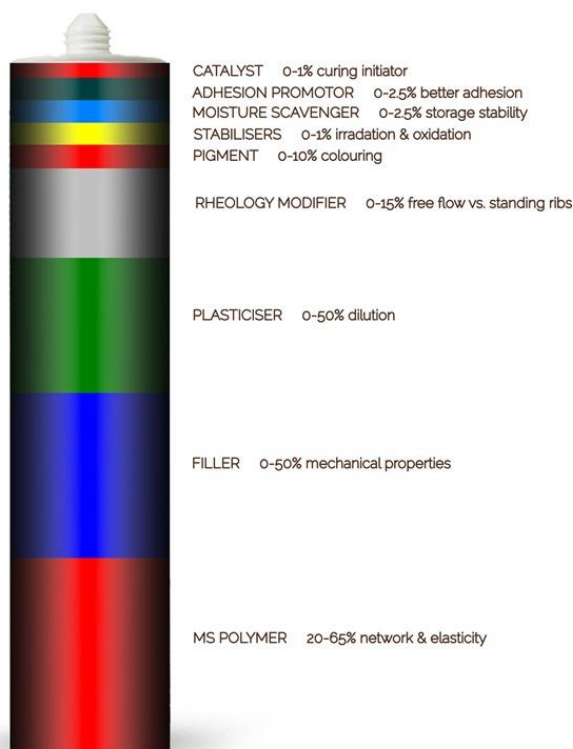 CATALYST 0-1% curing initiator
ADHESION PROMOTOR 0-2.5% better adhesion
MOISTURE SCAVENGER 0-2.5% storage stability
STABILISERS 0-1% irradation & oxidation
PIGMENT 0-10% colouring
RHEOLOGY MODIFIER 0-15% free flow vs. standing ribs
PLASTICISER 0-50% dilution
FILLER 0-50% mechanical properties
MS POLYMER 20-65% network & elasticity